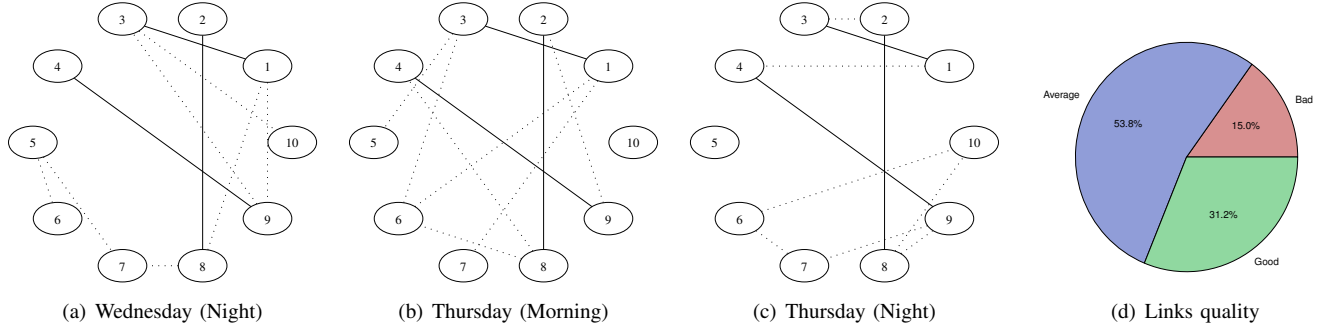 3 2
4 1
5 10
6 9
7 8
(a) Wednesday (Night)
3 2
4 1
5 10
6 9
7 8
(b) Thursday (Morning)
3 2
4 1
5 10
6 9
7 8
(c) Thursday (Night)
Average
53.8%
Bad
15.0%
31.2%
Good
(d) Links quality